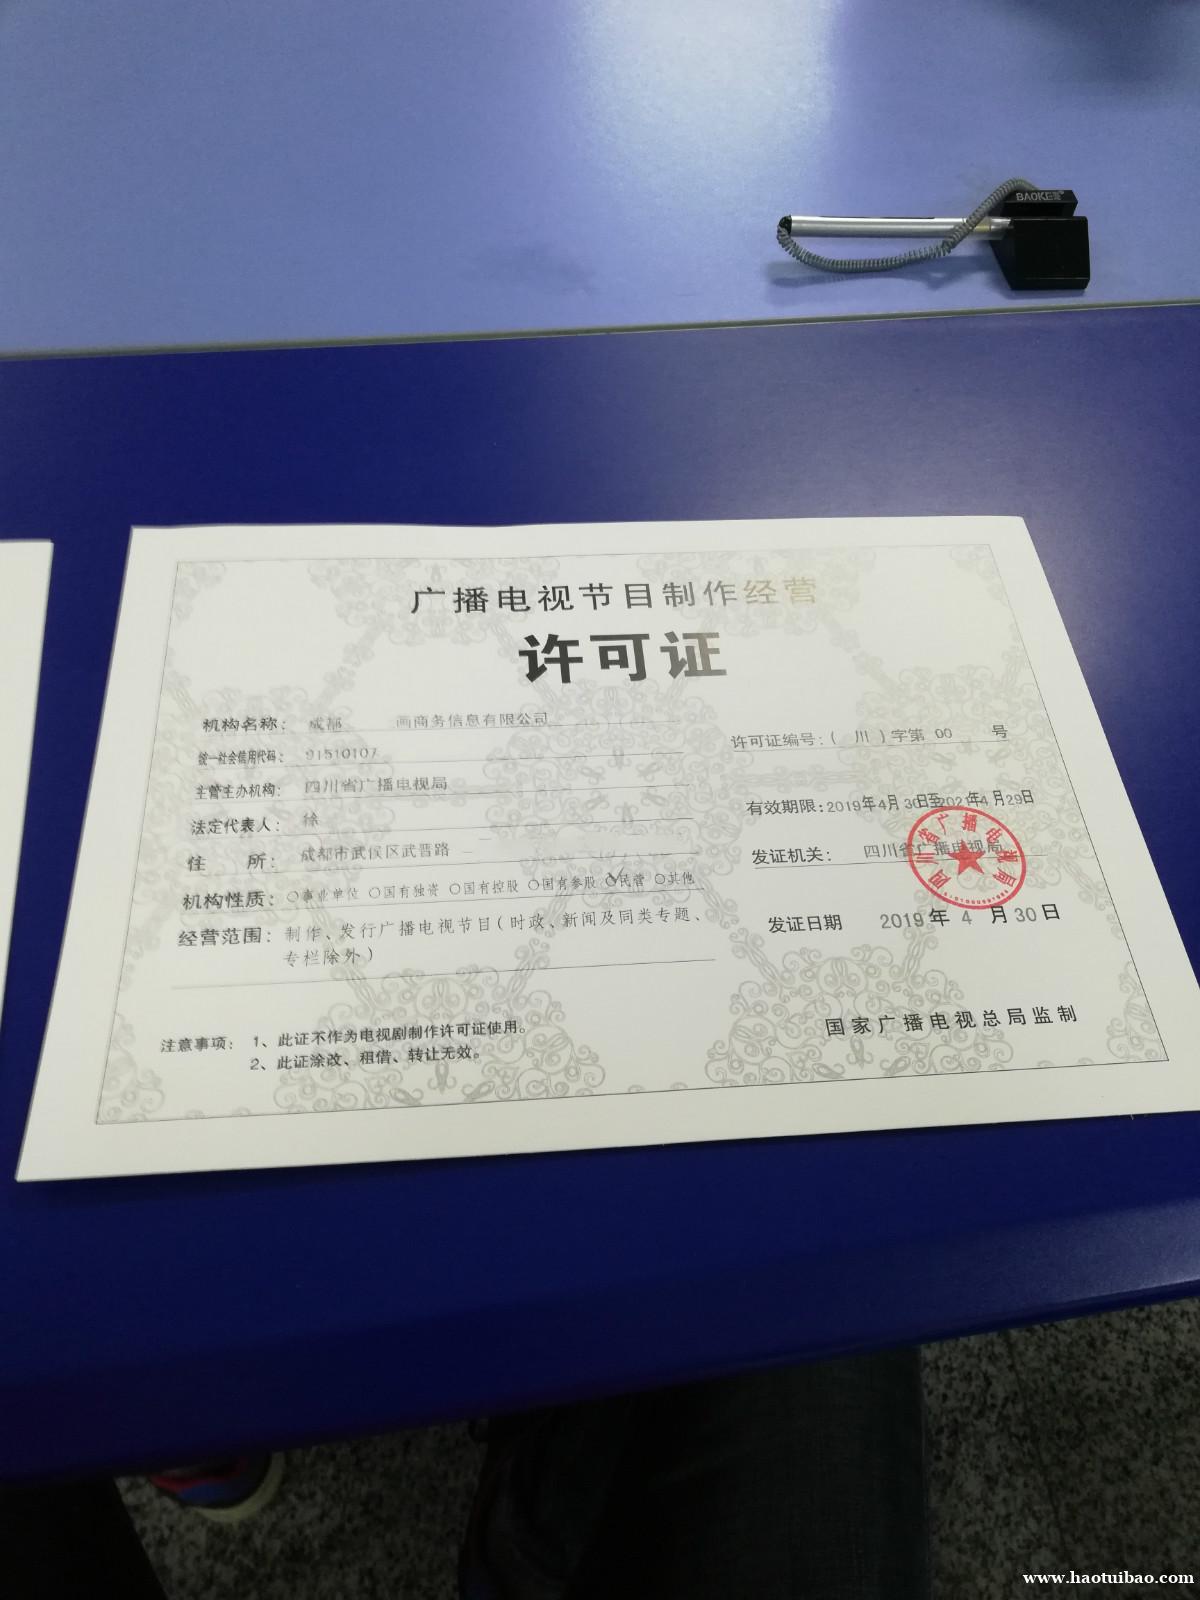 BAOKE
广播电视节目制作经营
许可证
机构名称: 成都 画商务信息有限公司
统一社会信用代码: 91510107
主管主办机构: 四川省广播电视局
法定代表人: 徐
住 所: 成都市武侯区武晋路
机构性质: ○事业单位 ○国有独资 ○国有控股 ○国有参股 ○民营 ○其他
经营范围: 制作、发行广播电视节目(时政、新闻及同类专题、
专栏除外)
许可证编号:( 川 )字第 00 号
有效期限:2019年4月30日至2021年4月29日
发证机关: 四川省广播电视局
四川省广播电视局
发证日期 2019 年 4 月 30 日
国家广播电视总局监制
注意事项: 1、此证不作为电视剧制作许可证使用。
2、此证涂改、租借、转让无效。
www.haotuibao.com